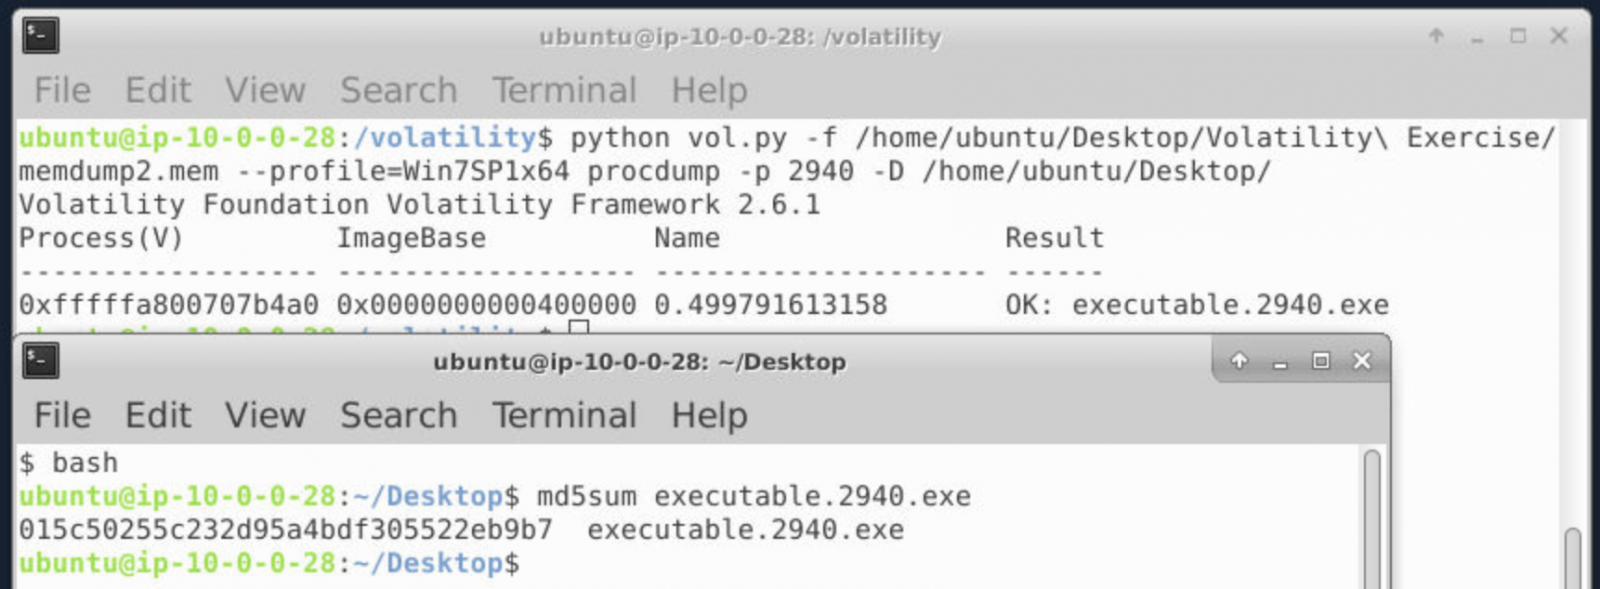 ubuntu@ip-10-0-0-28: /volatility
File Edit View Search Terminal Help
ubuntu@ip-10-0-0-28:/volatility$ python vol.py -f /home/ubuntu/Desktop/Volatility\ Exercise/
memdump2.mem --profile=Win7SP1x64 procdump -p 2940 -D /home/ubuntu/Desktop/
Volatility Foundation Volatility Framework 2.6.1
Process(V) ImageBase Name Result
------------------ ------------------ -------------------- ------
0xfffffa800707b4a0 0x0000000000400000 0.499791613158 OK: executable.2940.exe
ubuntu@ip-10-0-0-28: ~/Desktop
File Edit View Search Terminal Help
$ bash
ubuntu@ip-10-0-0-28:~/Desktop$ md5sum executable.2940.exe
015c50255c232d95a4bdf305522eb9b7 executable.2940.exe
ubuntu@ip-10-0-0-28:~/Desktop$